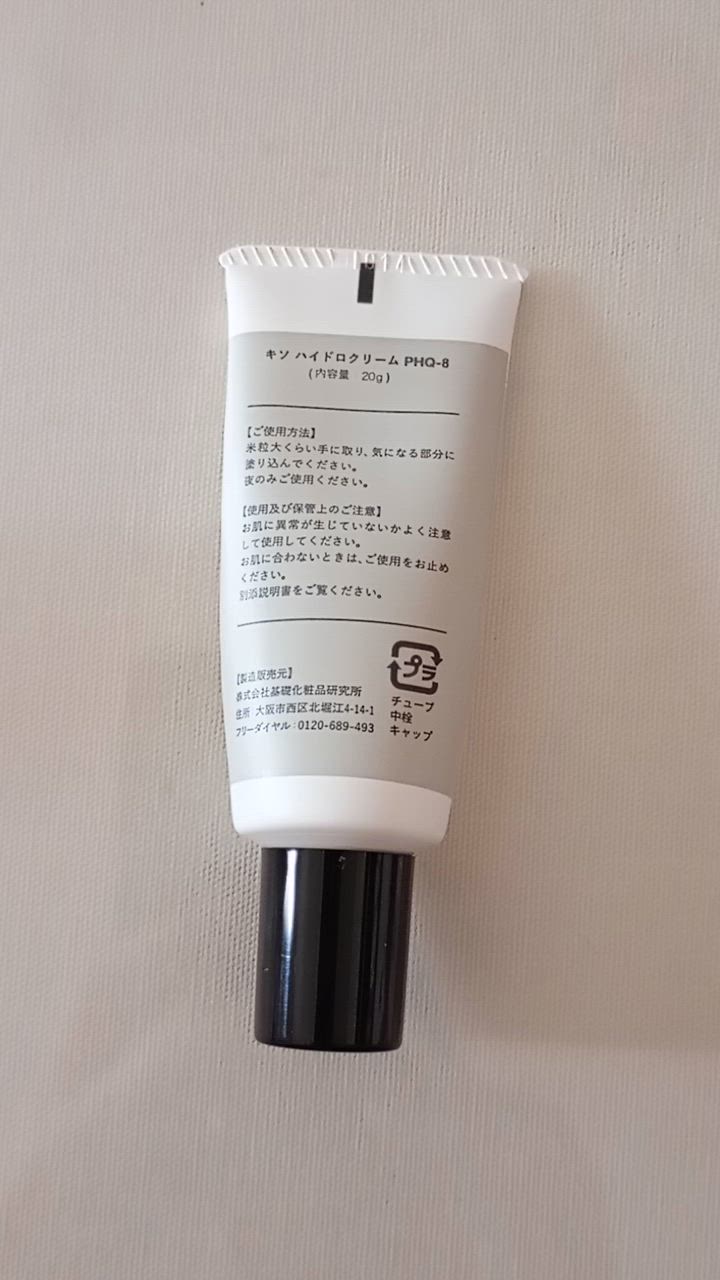 1914
キソ ハイドロクリーム PHQ-8
(内容量 20g)
【ご使用方法】
米粒大くらい手に取り、気になる部分に
塗り込んでください。
夜のみご使用ください。
【使用及び保管上のご注意】
お肌に異常が生じていないかよく注意
して使用してください。
お肌に合わないときは、ご使用をお止め
ください。
別添説明書をご覧ください。
【製造販売元】
株式会社基礎化粧品研究所
住所:大阪市西区北堀江4-14-1
フリーダイヤル:0120-689-493
プラ
チューブ
中栓
キャップ